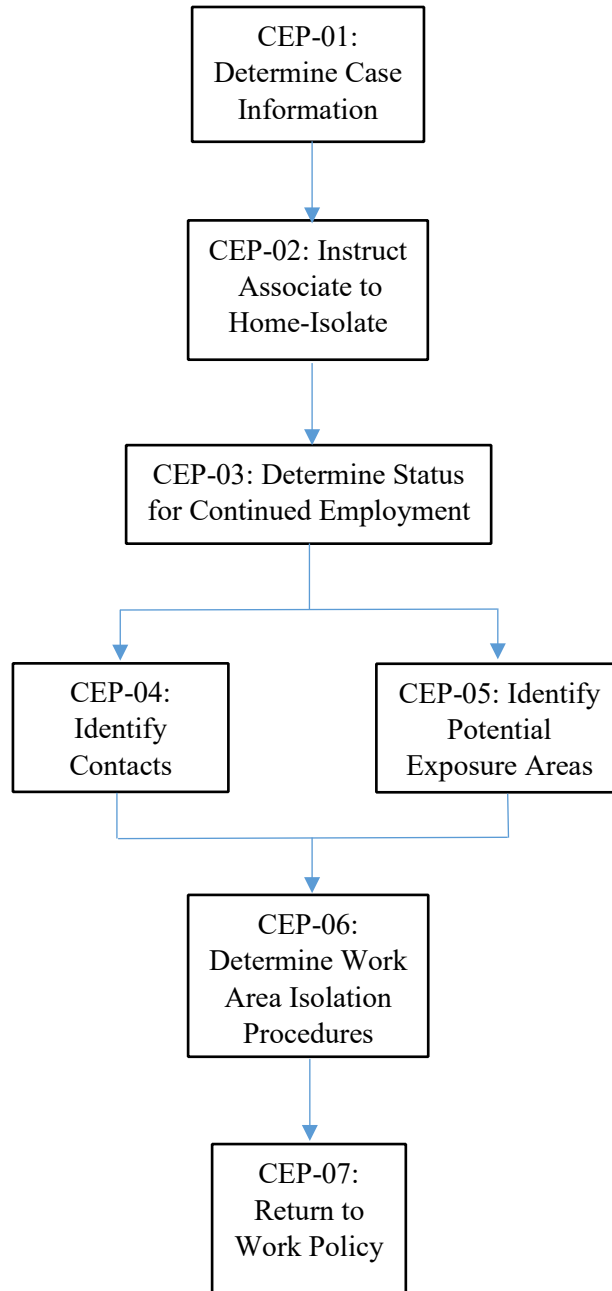 CEP-01:
Determine Case
Information
CEP-02: Instruct
Associate to
Home-Isolate
CEP-03: Determine Status
for Continued Employment
CEP-04:
Identify
Contacts
CEP-05: Identify
Potential
Exposure Areas
CEP-06:
Determine Work
Area Isolation
Procedures
CEP-07:
Return to
Work Policy